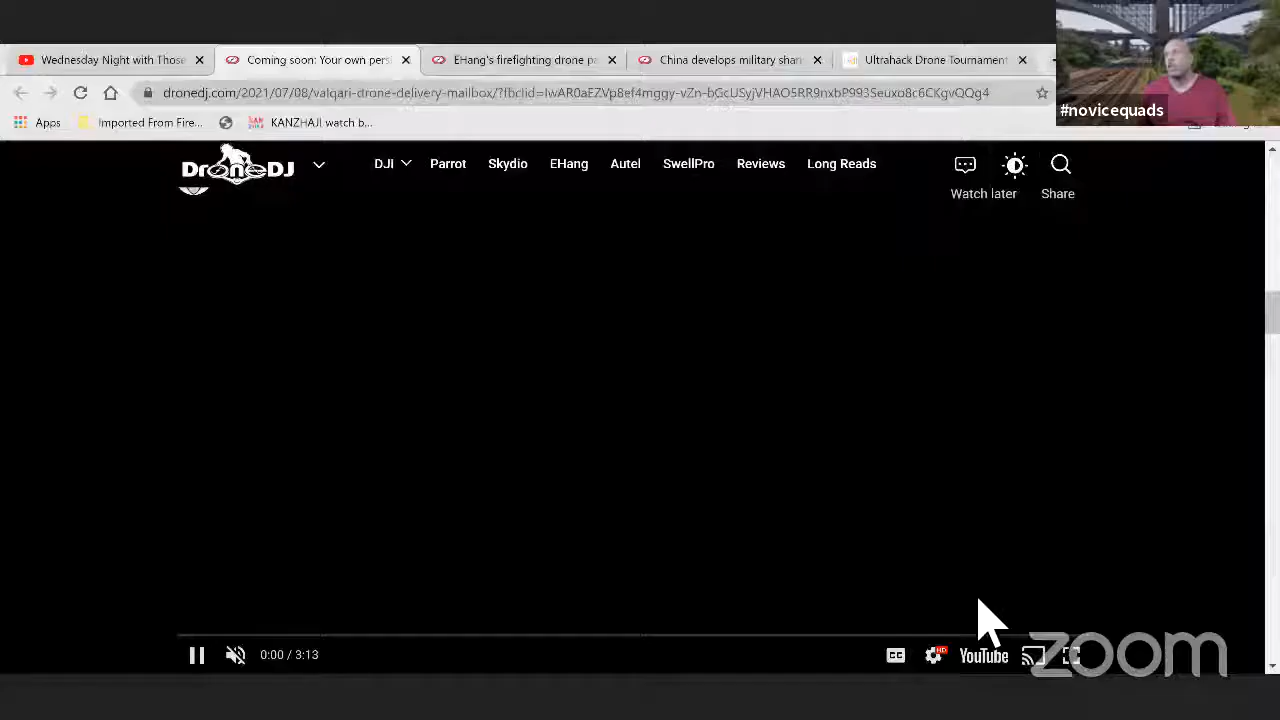 Wednesday Night with Those
Coming soon: Your own pers
EHang's firefighting drone pa
China develops military shar
Ultrahack Drone Tournament
dronedj.com/2021/07/08/valqari-drone-delivery-mailbox/?fbclid=IwAR0aEZVp8ef4mggy-vZn-bGcUSyjVHAO5RR9nxbP993Seuxo8c6CKgvQQg4
#novicequads
Apps
Imported From Fire...
KANZHAJI watch...
DroneDJ
DJI
Parrot
Skydio
EHang
Autel
SwellPro
Reviews
Long Reads
Watch later
Share
0:00 / 3:13
CC
HD
YouTube
zoom